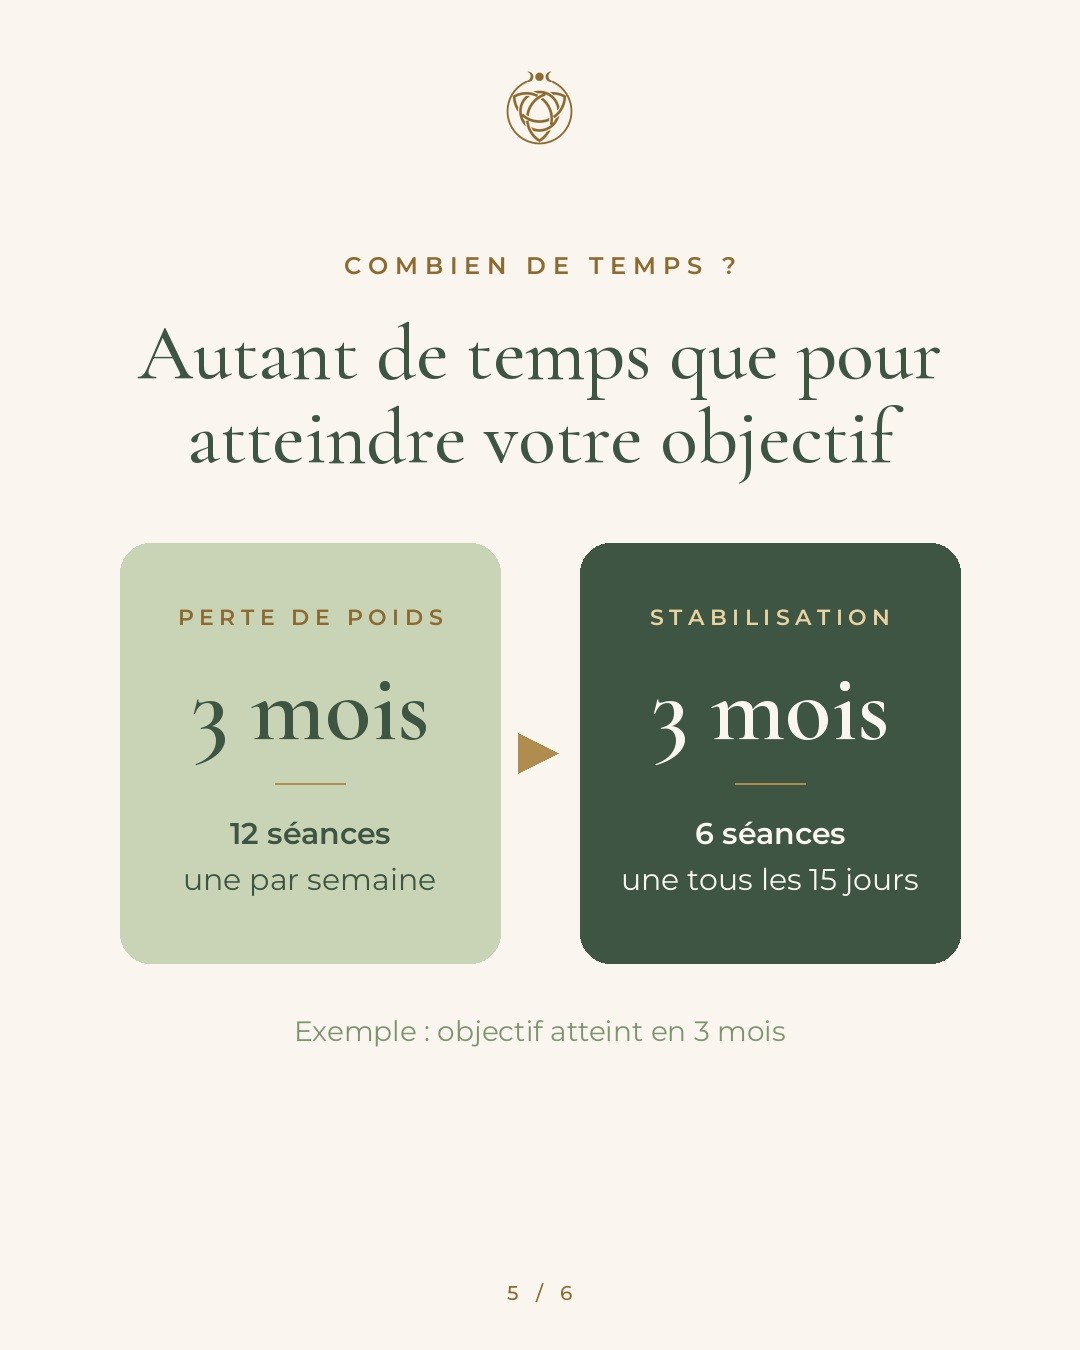 COMBIEN DE TEMPS ?
Autant de temps que pour
atteindre votre objectif
PERTE DE POIDS
3 mois
12 séances
une par semaine
STABILISATION
3 mois
6 séances
une tous les 15 jours
Exemple : objectif atteint en 3 mois
5 / 6